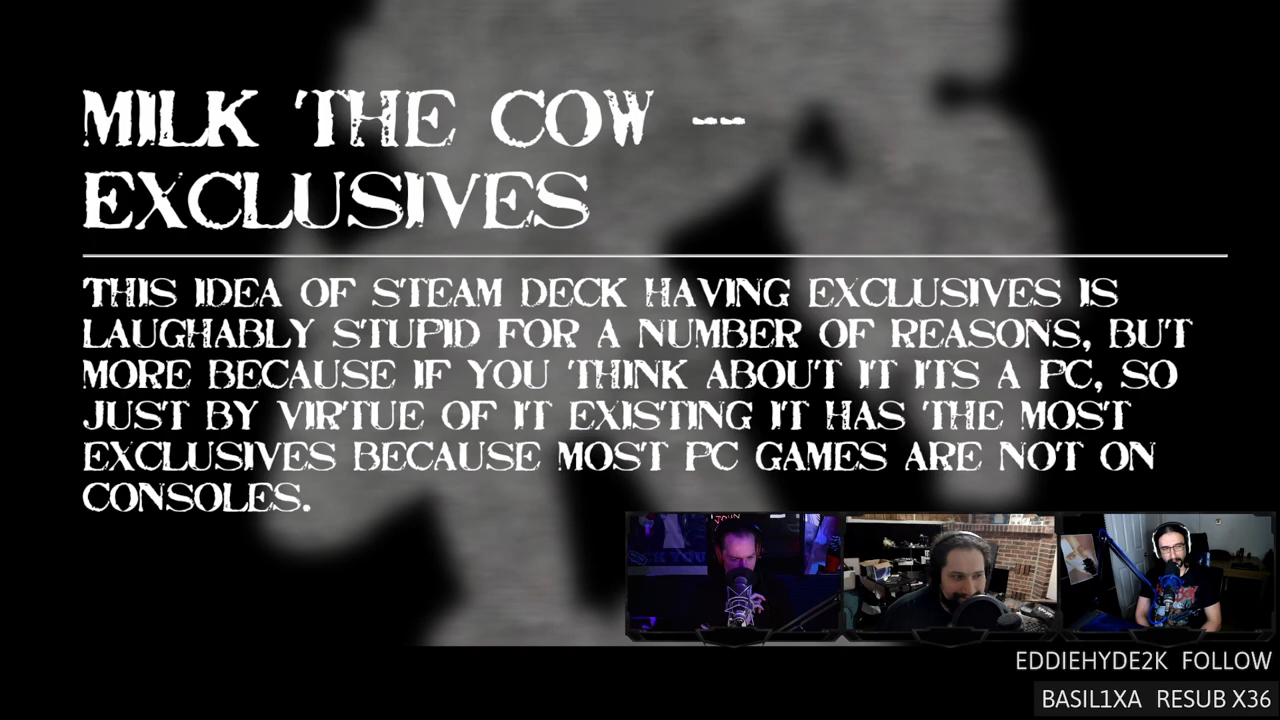 MILK THE COW --
EXCLUSIVES
THIS IDEA OF STEAM DECK HAVING EXCLUSIVES IS
LAUGHABLY STUPID FOR A NUMBER OF REASONS, BUT
MORE BECAUSE IF YOU THINK ABOUT IT ITS A PC, SO
JUST BY VIRTUE OF IT EXISTING IT HAS THE MOST
EXCLUSIVES BECAUSE MOST PC GAMES ARE NOT ON
CONSOLES.
EDDIEHYDE2K FOLLOW
BASIL1XA RESUB X36